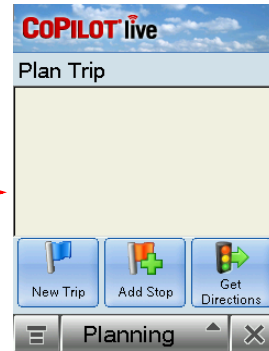 CoPILOT live
Plan Trip
New Trip
Add Stop
Get
Directions
Planning